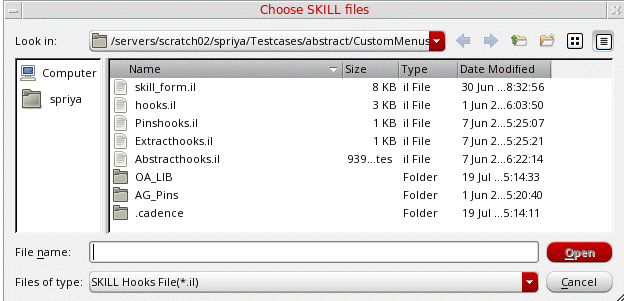 Choose SKILL files
Look in: /servers/scratch02/spriya/Testcases/abstract/CustomMenus
Computer
spriya
Name Size Type Date Modified
skill_form.il 8 KB il File 30 Jun ...8:32:56
hooks.il 3 KB il File 1 Jun 2...6:03:50
Pinshooks.il 1 KB il File 7 Jun 2...5:25:07
Extracthooks.il 1 KB il File 7 Jun 2...5:25:21
Abstracthooks.il 939...tes il File 7 Jun 2...6:22:14
OA_LIB Folder 19 Jul ...5:14:33
AG_Pins Folder 1 Jun 2...5:20:40
.cadence Folder 19 Jul ...5:14:11
File name: Open
Files of type: SKILL Hooks File(*.il) Cancel